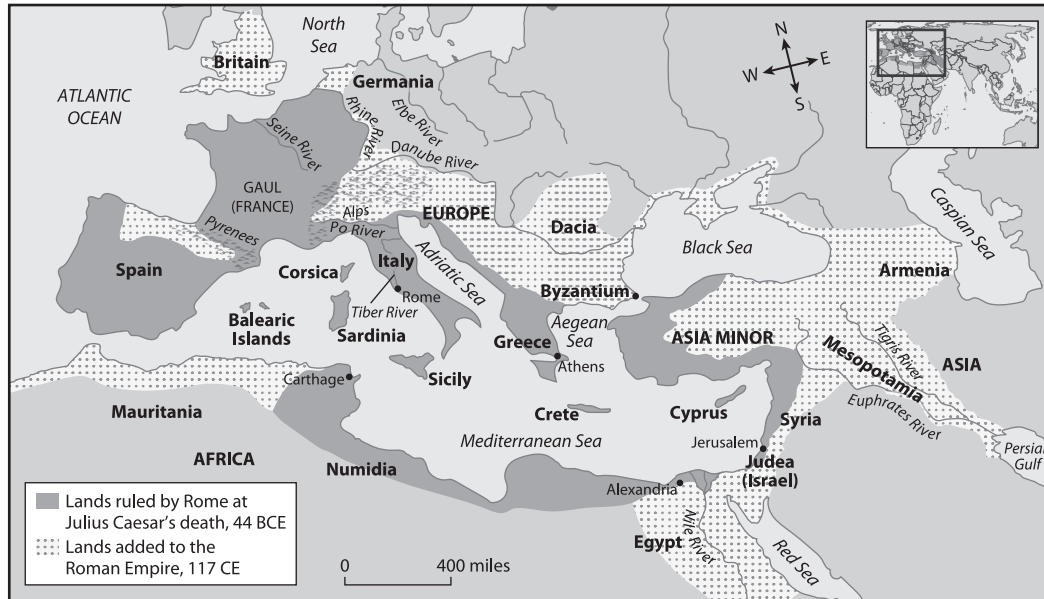 North
Sea
Britain
ATLANTIC
OCEAN
Germania
Rhine River
Elbe River
Seine River
Danube River
GAUL
(FRANCE)
Alps
EUROPE
Po River
Pyrenees
Dacia
Black Sea
Caspian Sea
Spain
Corsica
Italy
Adriatic Sea
Armenia
Rome
Byzantium
Tiber River
Balearic
Islands
Sardinia
Aegean
Sea
Greece
ASIA MINOR
Tigris River
Mesopotamia
ASIA
Carthage
Sicily
Athens
Mauritania
Euphrates River
Crete
Cyprus
Syria
Mediterranean Sea
Jerusalem
Persian
Gulf
AFRICA
Numidia
Judea
(Israel)
Alexandria
Egypt
Nile River
Red Sea
N
W
E
S
Lands ruled by Rome at
Julius Caesar's death, 44 BCE
Lands added to the
Roman Empire, 117 CE
0
400 miles